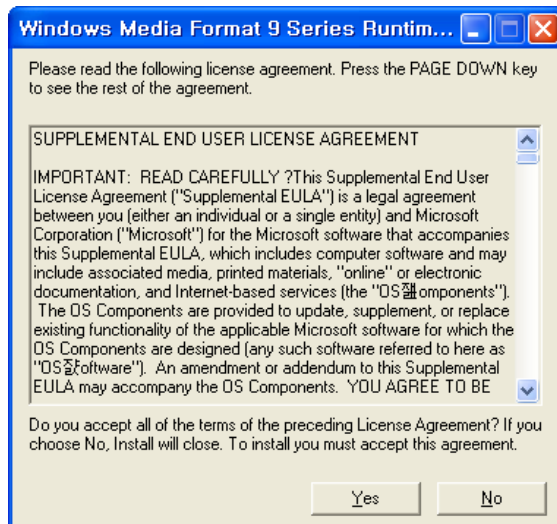 Windows Media Format 9 Series Runtim...
Please read the following license agreement. Press the PAGE DOWN key
to see the rest of the agreement.
SUPPLEMENTAL END USER LICENSE AGREEMENT
IMPORTANT: READ CAREFULLY ?This Supplemental End User
License Agreement ("Supplemental EULA") is a legal agreement
between you (either an individual or a single entity) and Microsoft
Corporation ("Microsoft") for the Microsoft software that accompanies
this Supplemental EULA, which includes computer software and may
include associated media, printed materials, "online" or electronic
documentation, and Internet-based services (the "OS잷omponents").
The OS Components are provided to update, supplement, or replace
existing functionality of the applicable Microsoft software for which the
OS Components are designed (any such software referred to here as
"OS잤oftware"). An amendment or addendum to this Supplemental
EULA may accompany the OS Components. YOU AGREE TO BE
Do you accept all of the terms of the preceding License Agreement? If you
choose No, Install will close. To install you must accept this agreement.
Yes
No